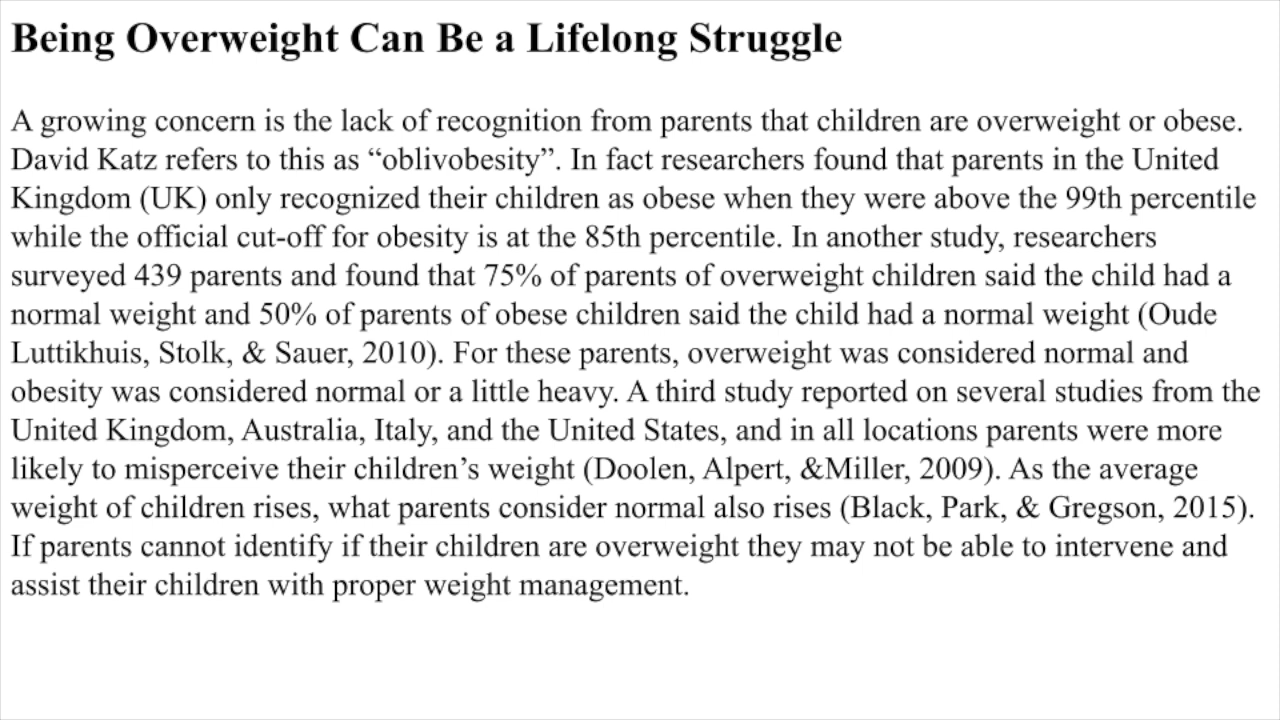 Being Overweight Can Be a Lifelong Struggle
A growing concern is the lack of recognition from parents that children are overweight or obese.
David Katz refers to this as “oblivobesity”. In fact researchers found that parents in the United
Kingdom (UK) only recognized their children as obese when they were above the 99th percentile
while the official cut-off for obesity is at the 85th percentile. In another study, researchers
surveyed 439 parents and found that 75% of parents of overweight children said the child had a
normal weight and 50% of parents of obese children said the child had a normal weight (Oude
Luttikhuis, Stolk, & Sauer, 2010). For these parents, overweight was considered normal and
obesity was considered normal or a little heavy. A third study reported on several studies from the
United Kingdom, Australia, Italy, and the United States, and in all locations parents were more
likely to misperceive their children’s weight (Doolen, Alpert, &Miller, 2009). As the average
weight of children rises, what parents consider normal also rises (Black, Park, & Gregson, 2015).
If parents cannot identify if their children are overweight they may not be able to intervene and
assist their children with proper weight management.